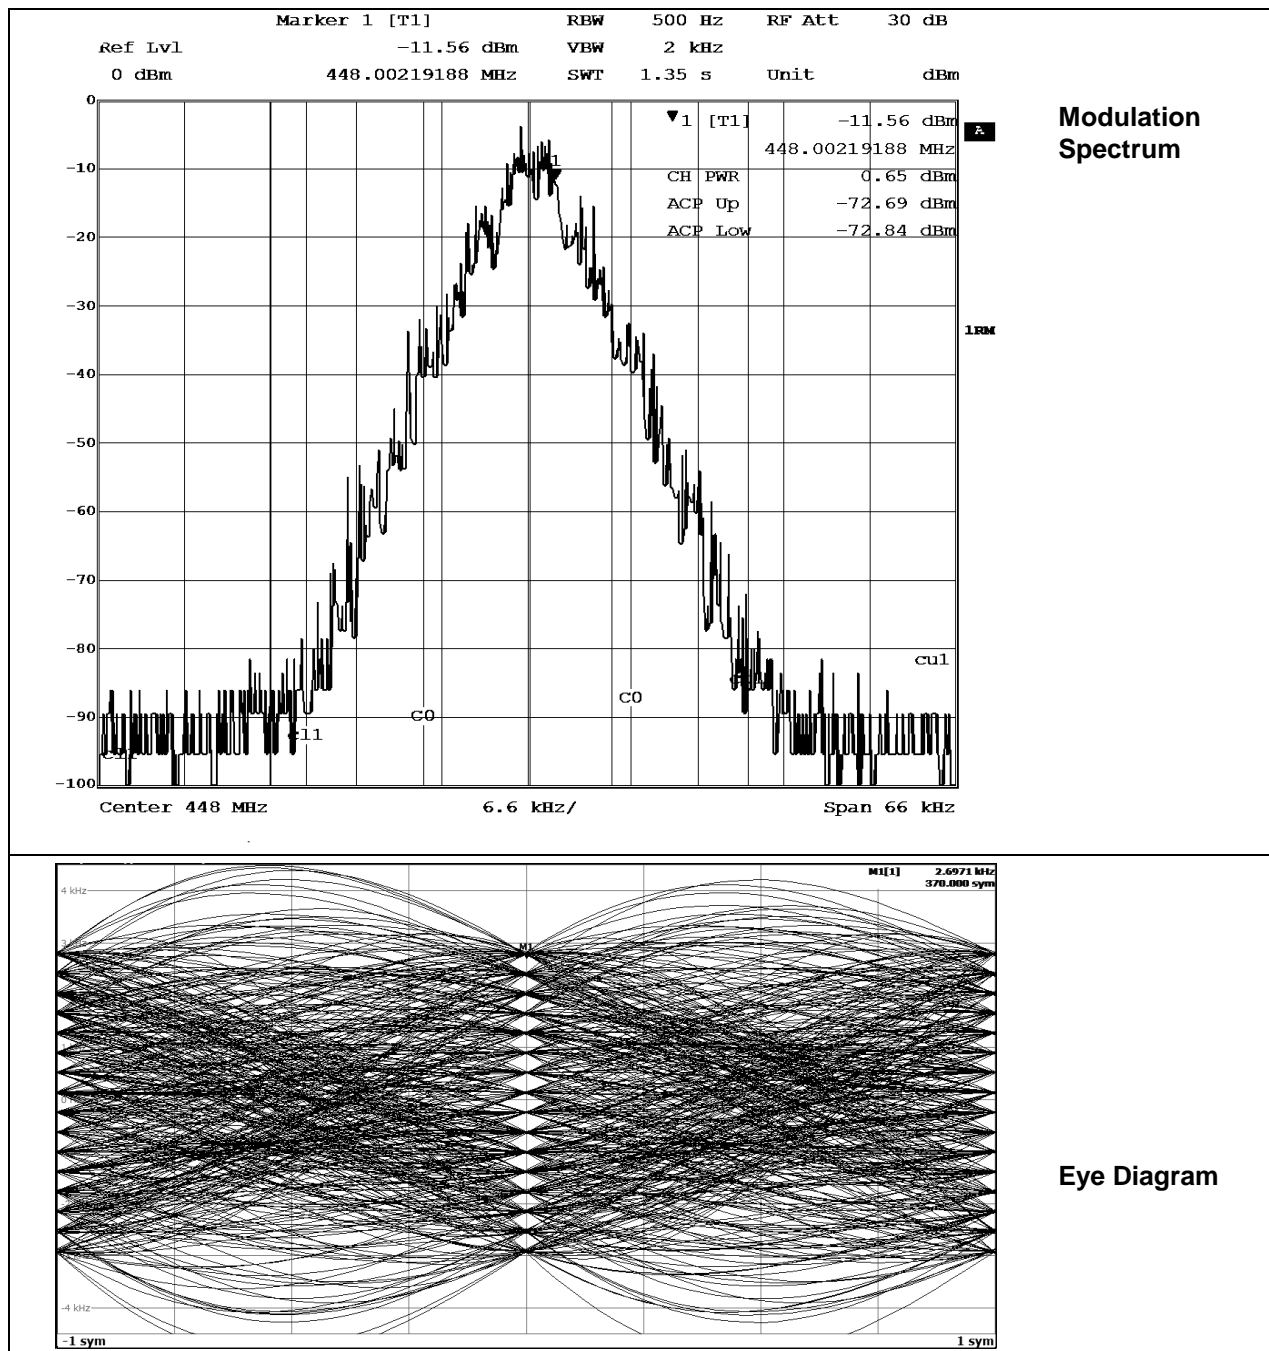 Marker 1 [T1] RBW 500 Hz RF Att 30 dB
Ref Lvl -11.56 dBm VBW 2 kHz
0 dBm 448.00219188 MHz SWT 1.35 s Unit dBm
0
-10
-20
-30
-40
-50
-60
-70
-80
-90
-100
1
▼1 [T1] -11.56 dBm
448.00219188 MHz
CH PWR 0.65 dBm
ACP Up -72.69 dBm
ACP Low -72.84 dBm
A
1RM
cu1
C0
C0
cl1
Center 448 MHz 6.6 kHz/ Span 66 kHz
Modulation
Spectrum
M1[1] 2.6971 kHz
370.000 sym
4 kHz
M1
0
-4 kHz
-1 sym 1 sym
Eye Diagram